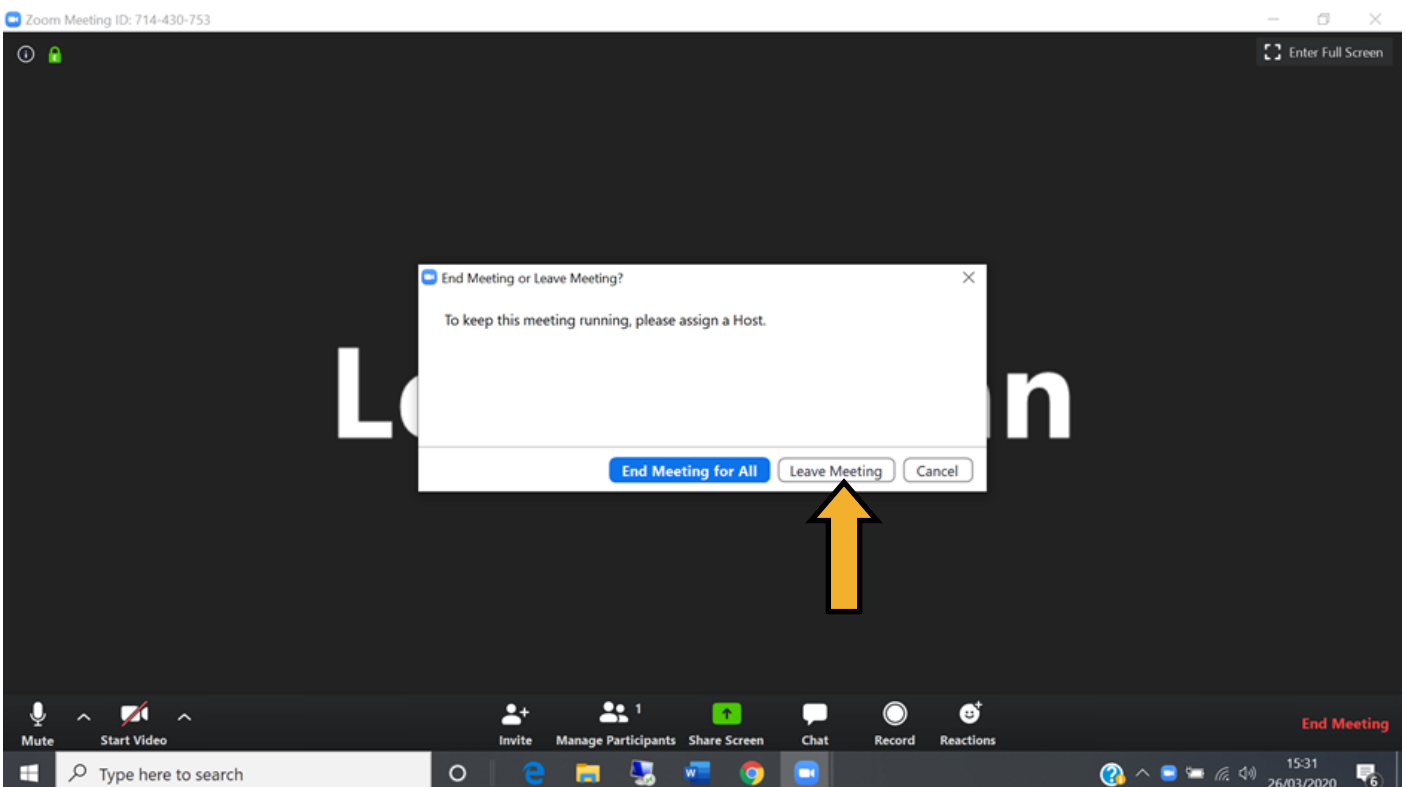 Zoom Meeting ID: 714-430-753
Enter Full Screen
End Meeting or Leave Meeting?
To keep this meeting running, please assign a Host.
End Meeting for All Leave Meeting Cancel
1
Mute Start Video Invite Manage Participants Share Screen Chat Record Reactions End Meeting
Type here to search
15:31
26/03/2020
6